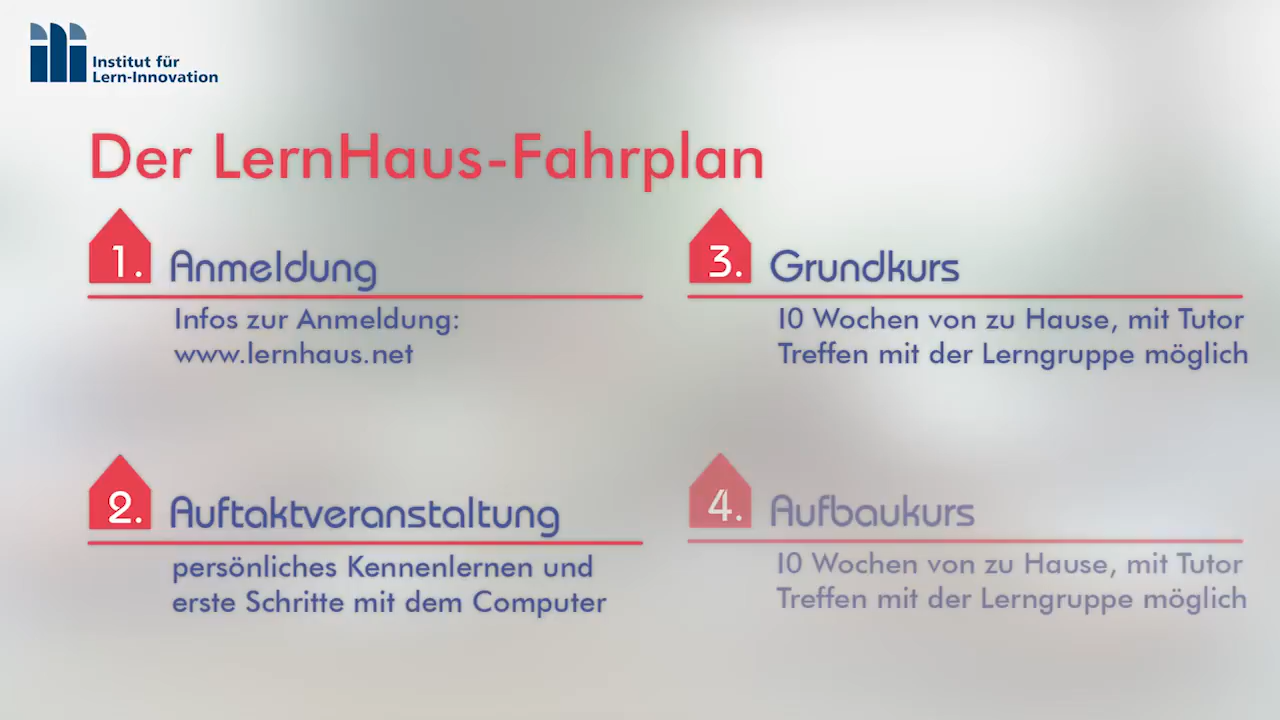 Institut für
Lern-Innovation
Der LernHaus-Fahrplan
1. Anmeldung
Infos zur Anmeldung:
www.lernhaus.net
2. Auftaktveranstaltung
persönliches Kennenlernen und
erste Schritte mit dem Computer
3. Grundkurs
10 Wochen von zu Hause, mit Tutor
Treffen mit der Lerngruppe möglich
4. Aufbaukurs
10 Wochen von zu Hause, mit Tutor
Treffen mit der Lerngruppe möglich